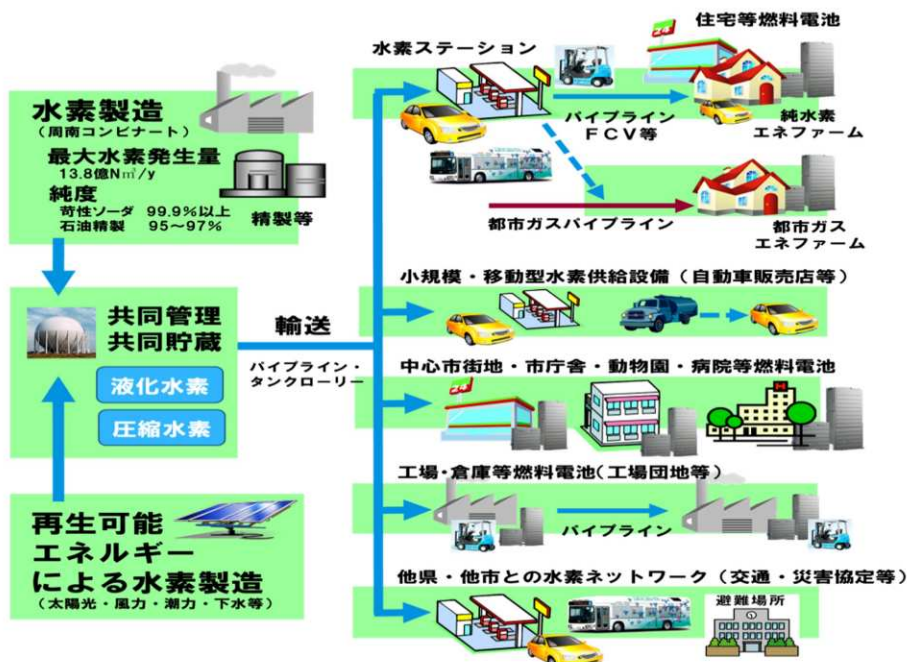 水素製造
（周南コンビナート）
最大水素発生量
13.8億N㎥/y
純度
苛性ソーダ 99.9%以上
石油精製 95～97%
精製等
共同管理
共同貯蔵
液化水素
圧縮水素
再生可能
エネルギー
による水素製造
（太陽光・風力・潮力・下水等）
輸送
パイプライン・
タンクローリー
水素ステーション
パイプライン
FCV等
住宅等燃料電池
純水素
エネファーム
都市ガスパイプライン
都市ガス
エネファーム
小規模・移動型水素供給設備（自動車販売店等）
中心市街地・市庁舎・動物園・病院等燃料電池
工場・倉庫等燃料電池(工場団地等）
パイプライン
他県・他市との水素ネットワーク（交通・災害協定等）
避難場所